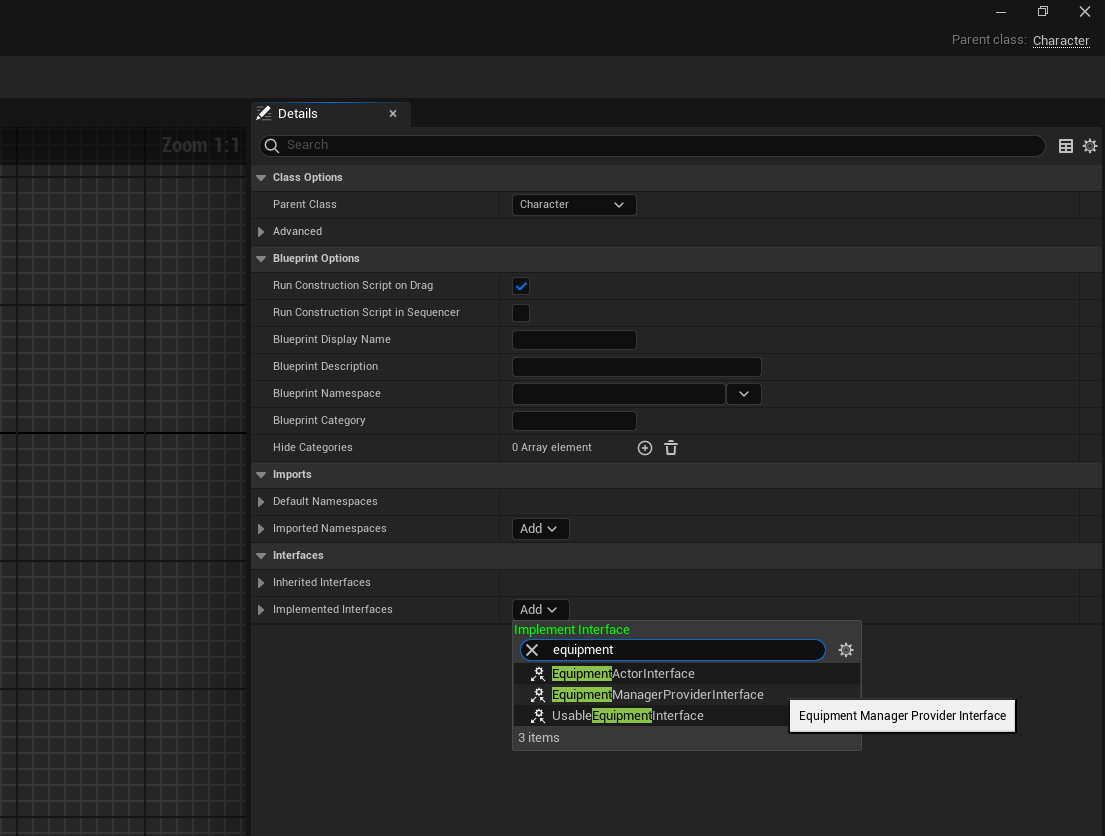 Parent class: Character
Details
Zoom 1:1
Search
Class Options
Parent Class Character
Advanced
Blueprint Options
Run Construction Script on Drag
Run Construction Script in Sequencer
Blueprint Display Name
Blueprint Description
Blueprint Namespace
Blueprint Category
Hide Categories 0 Array element
Imports
Default Namespaces
Imported Namespaces Add
Interfaces
Inherited Interfaces
Implemented Interfaces Add
Implement Interface
equipment
EquipmentActorInterface
EquipmentManagerProviderInterface
UsableEquipmentInterface
Equipment Manager Provider Interface
3 items